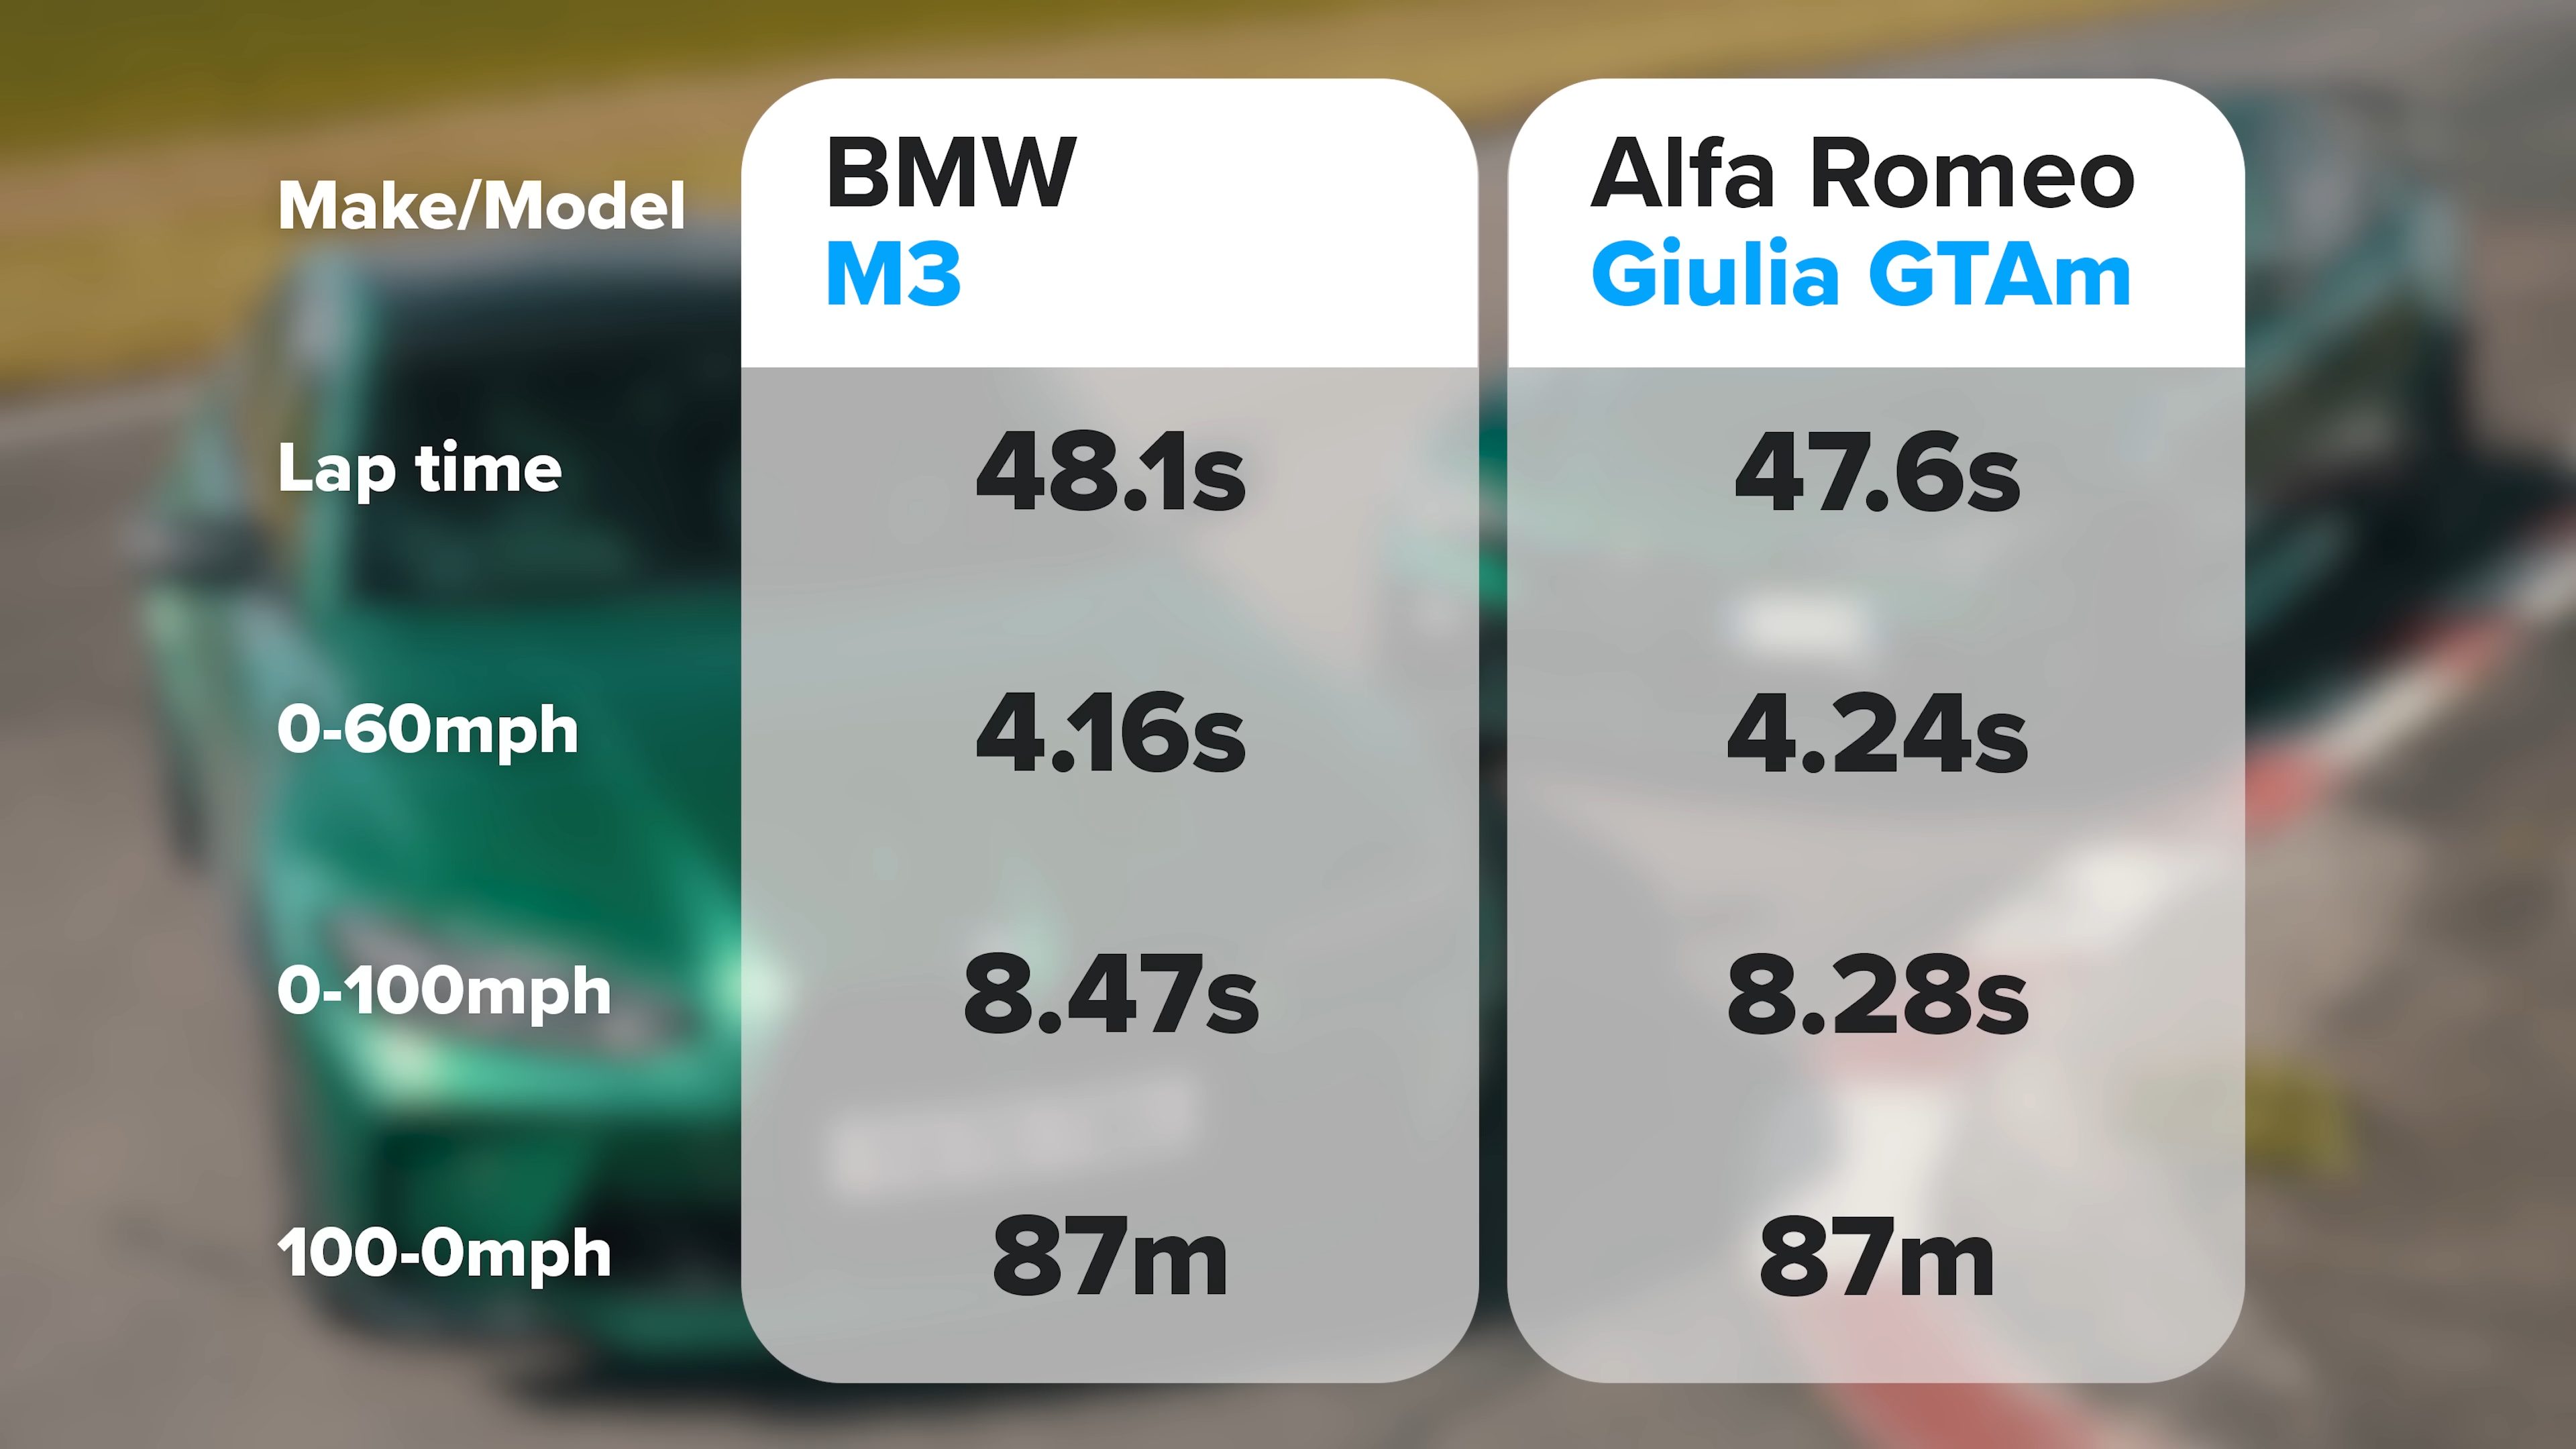 Make/Model
BMW
M3
Alfa Romeo
Giulia GTAm
Lap time
48.1s
47.6s
0-60mph
4.16s
4.24s
0-100mph
8.47s
8.28s
100-0mph
87m
87m